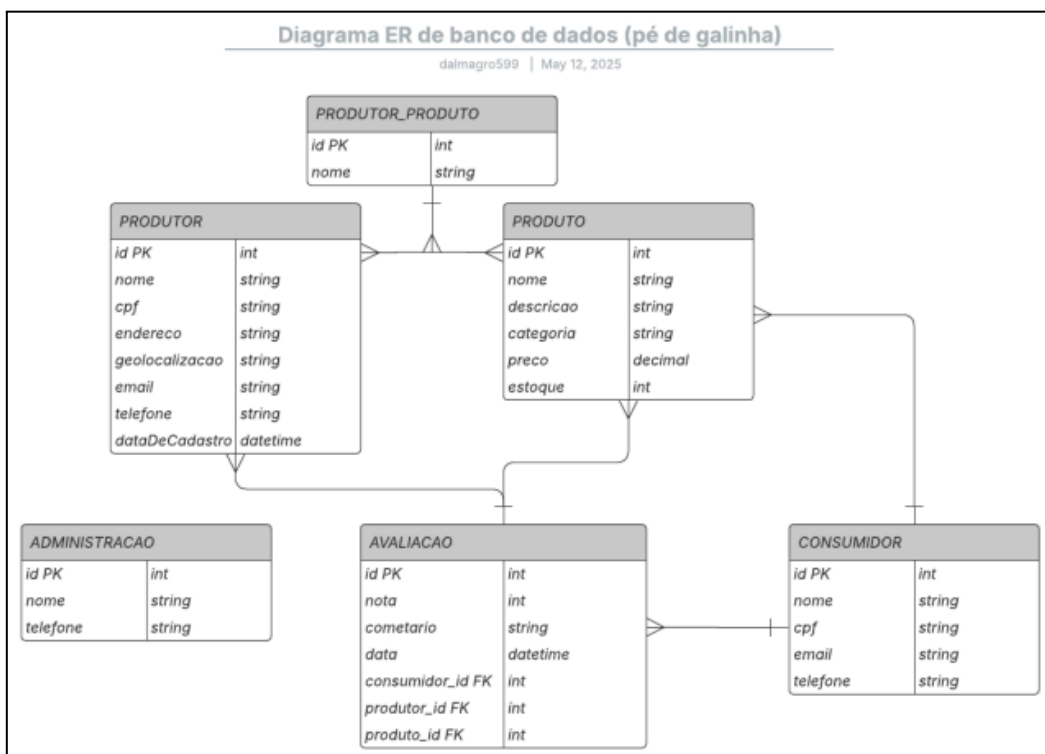 Diagrama ER de banco de dados (pé de galinha)
dalmagro599 | May 12, 2025
PRODUTOR_PRODUTO
id PK int
nome string
PRODUTOR
id PK int
nome string
cpf string
endereco string
geolocalizacao string
email string
telefone string
dataDeCadastro datetime
PRODUTO
id PK int
nome string
descricao string
categoria string
preco decimal
estoque int
ADMINISTRACAO
id PK int
nome string
telefone string
AVALIACAO
id PK int
nota int
cometario string
data datetime
consumidor_id FK int
produtor_id FK int
produto_id FK int
CONSUMIDOR
id PK int
nome string
cpf string
email string
telefone string